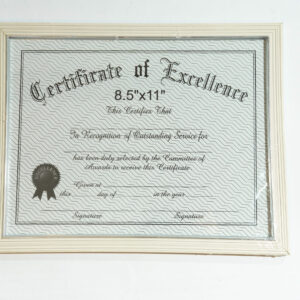 Certificate of Excellence
8.5"x11"
This Certifies That
In Recognition of Outstanding Service for
has been duly selected by the Committee of
Awards to receive this Certificate
Given at
this day of in the year
Signature Signature